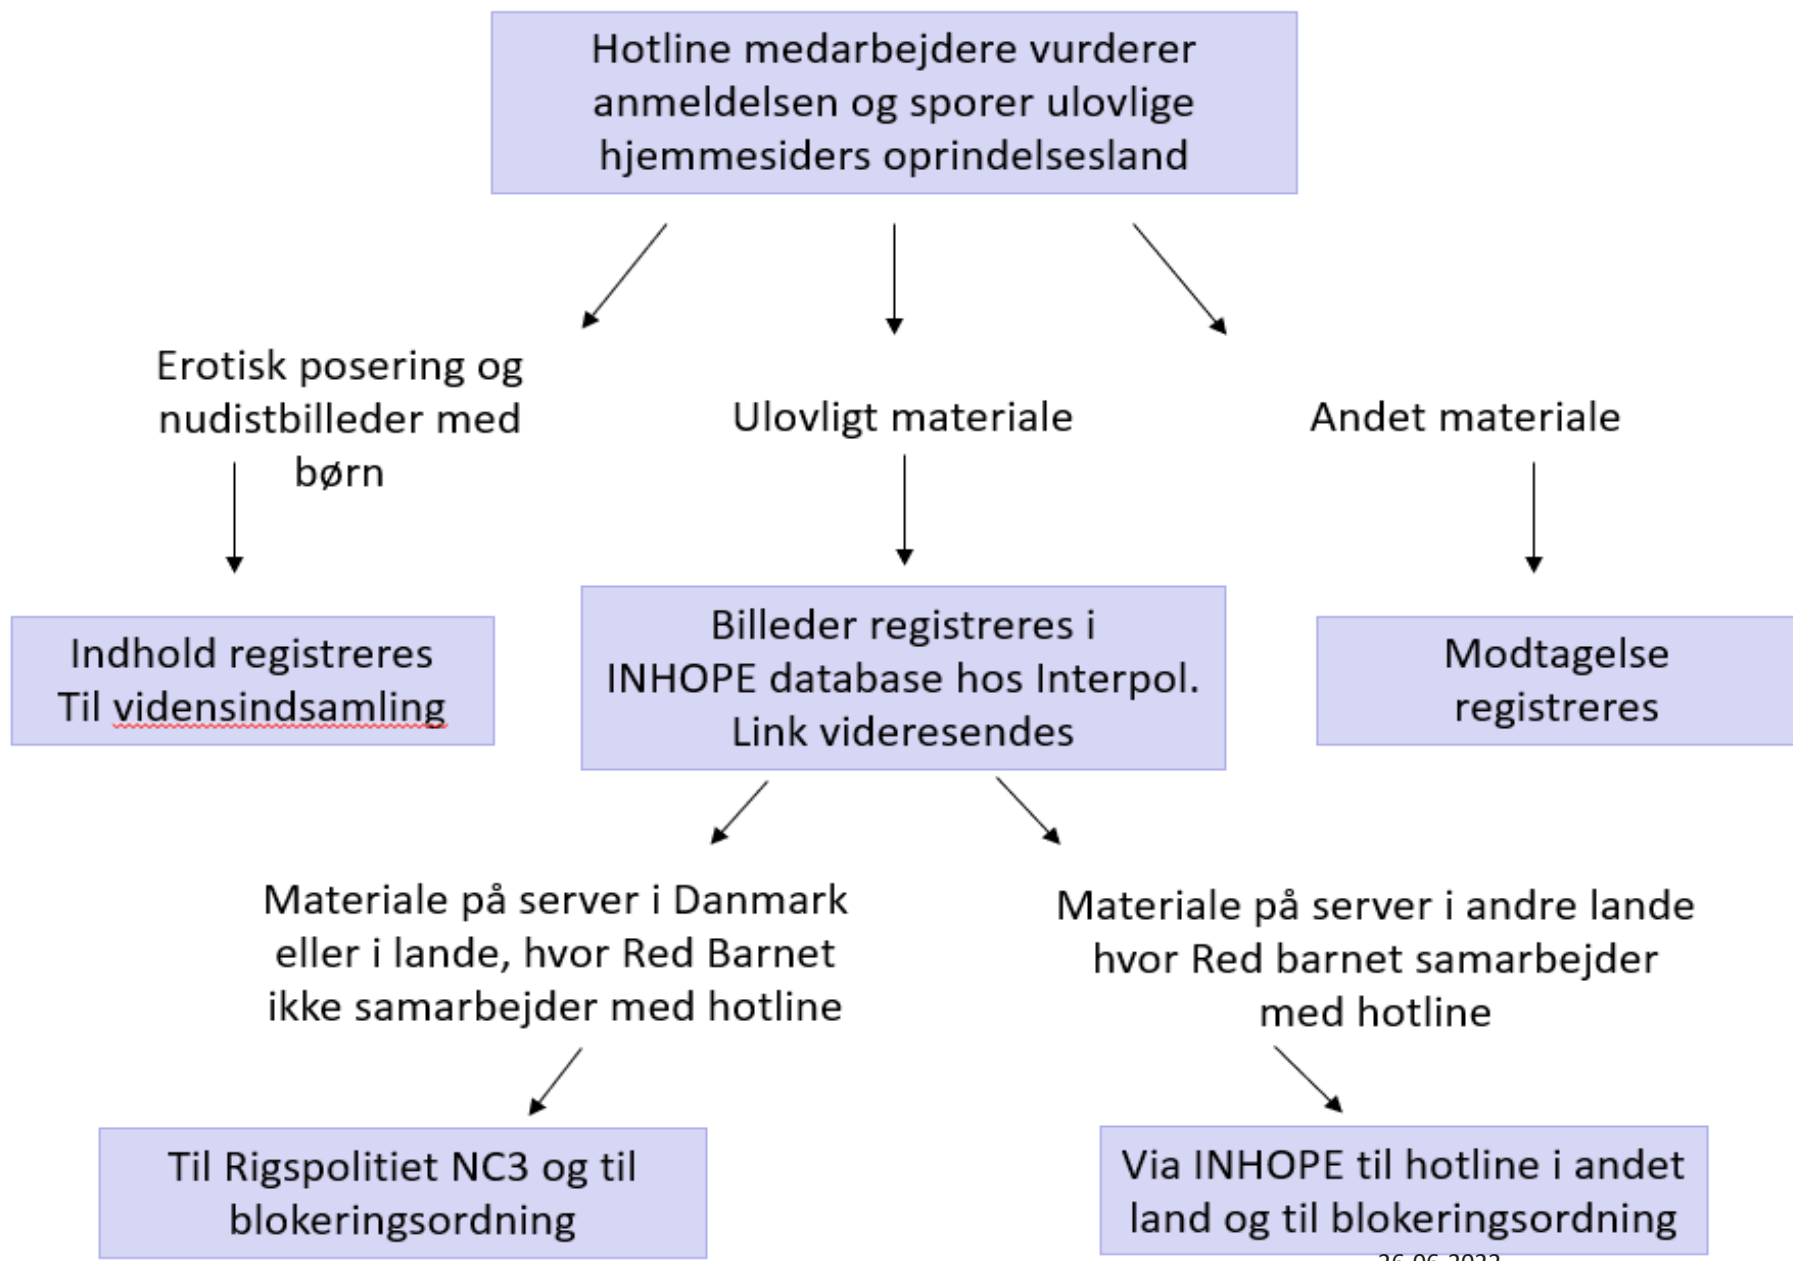 Hotline medarbejdere vurderer
anmeldelsen og sporer ulovlige
hjemmesiders oprindelsesland
Erotisk posering og
nudistbilleder med
børn
Ulovligt materiale
Andet materiale
Indhold registreres
Til vidensindsamling
Billeder registreres i
INHOPE database hos Interpol.
Link videresendes
Modtagelse
registreres
Materiale på server i Danmark
eller i lande, hvor Red Barnet
ikke samarbejder med hotline
Materiale på server i andre lande
hvor Red barnet samarbejder
med hotline
Til Rigspolitiet NC3 og til
blokeringsordning
Via INHOPE til hotline i andet
land og til blokeringsordning